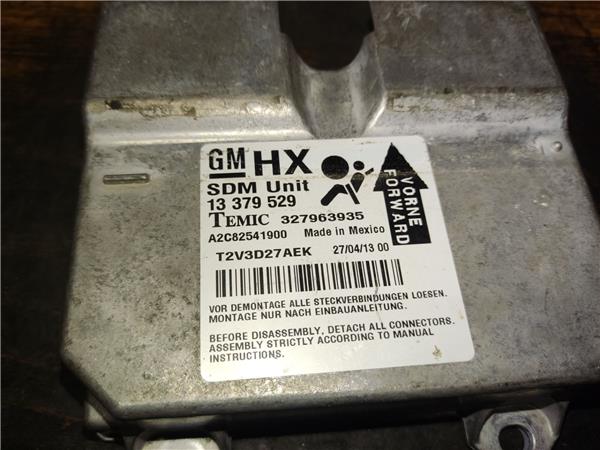 GM HX
SDM Unit
13 379 529
TEMIC 327963935
A2C82541900 Made in Mexico
T2V3D27AEK 27/04/13 00
VORNE
FORWARD
VOR DEMONTAGE ALLE STECKVERBINDUNGEN LOESEN.
MONTAGE NUR NACH EINBAUANLEITUNG.
BEFORE DISASSEMBLY, DETACH ALL CONNECTORS.
ASSEMBLY STRICTLY ACCORDING TO MANUAL
INSTRUCTIONS.